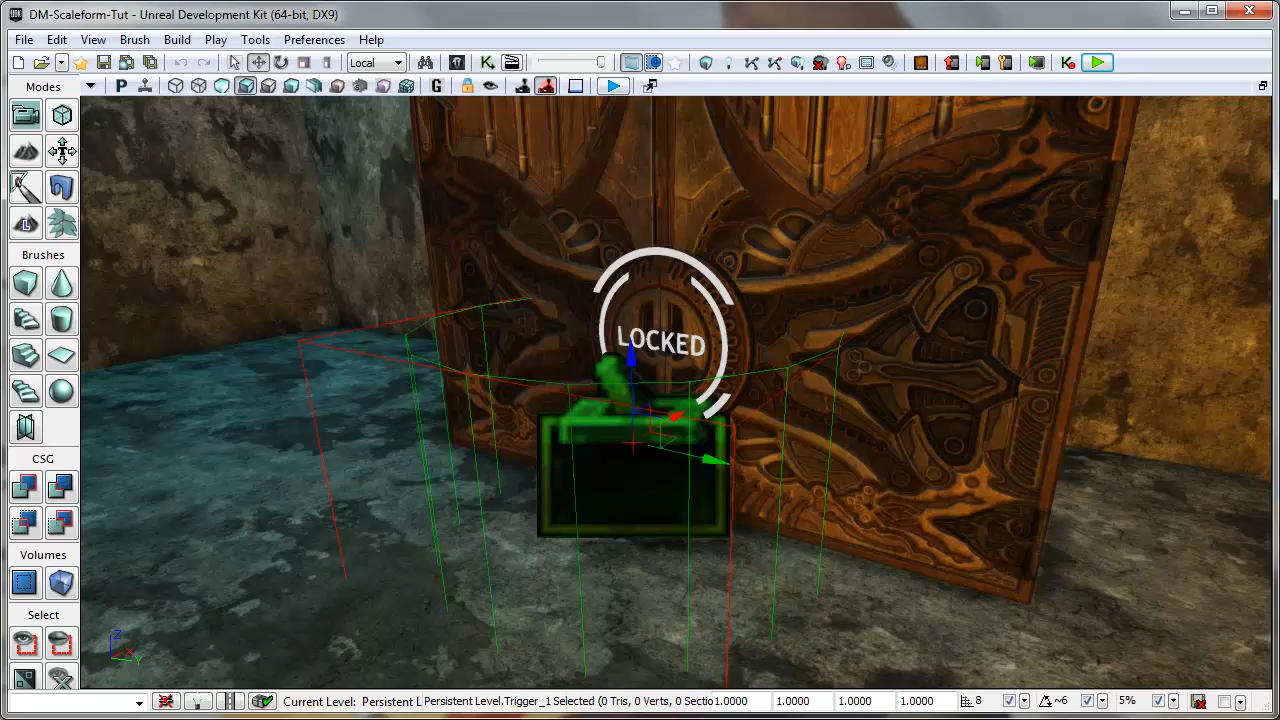 DM-Scaleform-Tut - Unreal Development Kit (64-bit, DX9)
File Edit View Brush Build Play Tools Preferences Help
Local
Modes
P
G
L
Brushes
CSG
Volumes
Select
LOCKED
Z
X
Y
Current Level: Persistent L Persistent Level.Trigger_1 Selected (0 Tris, 0 Verts, 0 Sectio 1.0000 1.0000 1.0000 1.0000 8 ~6 5%